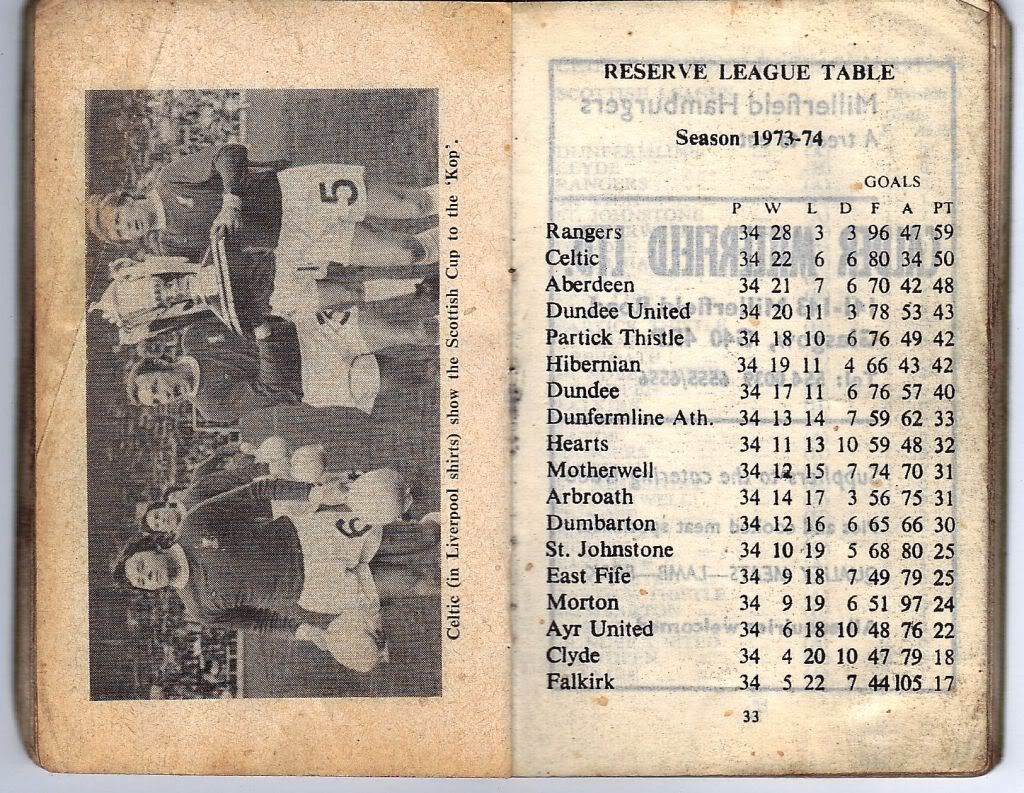 Celtic (in Liverpool shirts) show the Scottish Cup to the 'Kop'.
5
5
6
RESERVE LEAGUE TABLE
Season 1973-74
GOALS
P W L D F A PT
Rangers 34 28 3 3 96 47 59
Celtic 34 22 6 6 80 34 50
Aberdeen 34 21 7 6 70 42 48
Dundee United 34 20 11 3 78 53 43
Partick Thistle 34 18 10 6 76 49 42
Hibernian 34 19 11 4 66 43 42
Dundee 34 17 11 6 76 57 40
Dunfermline Ath. 34 13 14 7 59 62 33
Hearts 34 11 13 10 59 48 32
Motherwell 34 12 15 7 74 70 31
Arbroath 34 14 17 3 56 75 31
Dumbarton 34 12 16 6 65 66 30
St. Johnstone 34 10 19 5 68 80 25
East Fife 34 9 18 7 49 79 25
Morton 34 9 19 6 51 97 24
Ayr United 34 6 18 10 48 76 22
Clyde 34 4 20 10 47 79 18
Falkirk 34 5 22 7 44 105 17
33